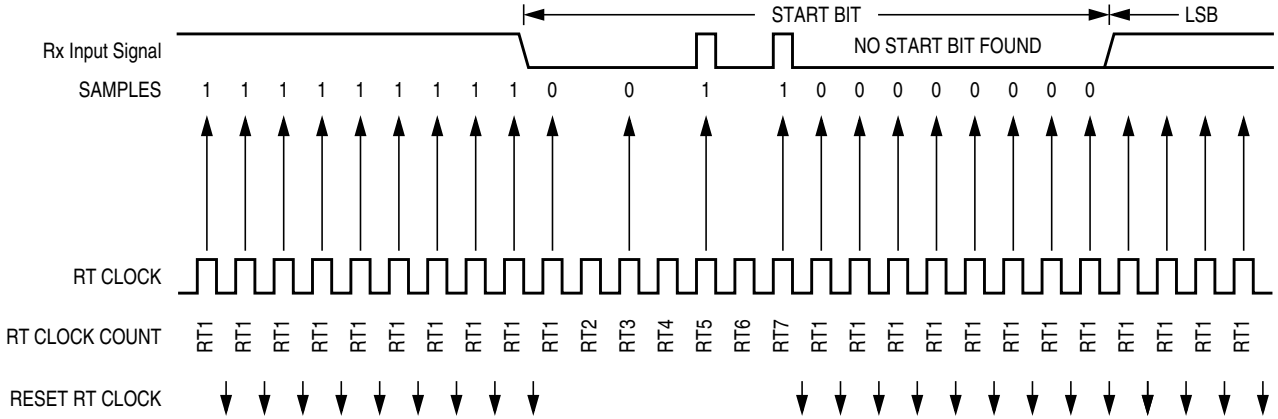 START BIT LSB
Rx Input Signal NO START BIT FOUND
SAMPLES 1 1 1 1 1 1 1 1 1 0 0 1 1 0 0 0 0 0 0 0 0
RT CLOCK
RT CLOCK COUNT RT1 RT1 RT1 RT1 RT1 RT1 RT1 RT1 RT1 RT1 RT2 RT3 RT4 RT5 RT6 RT7 RT1 RT1 RT1 RT1 RT1 RT1 RT1 RT1 RT1 RT1 RT1 RT1
RESET RT CLOCK